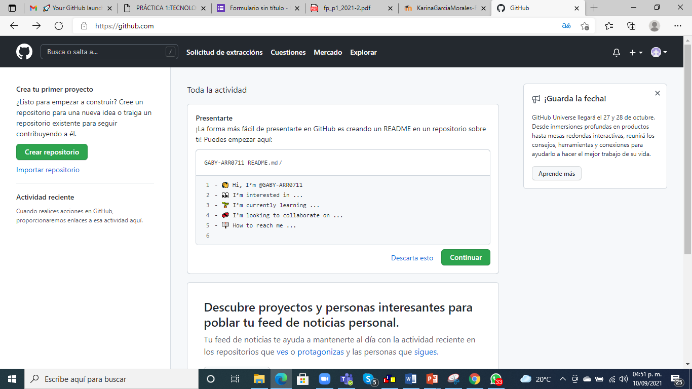 🚀 Your GitHub laun
PRÁCTICA 1:TECNOLO
Formulario sin título -
fp_p1_2021-2.pdf
KarinaGarciaMorales-
GitHub
https://github.com
Busca o salta a...
/
Solicitud de extraccións Cuestiones Mercado Explorar
Crea tu primer proyecto
¿Listo para empezar a construir? Cree un
repositorio para una nueva idea o traiga un
repositorio existente para seguir
contribuyendo a él.
Crear repositorio
Importar repositorio
Actividad reciente
Cuando realices acciones en GitHub,
proporcionaremos enlaces a esa actividad aquí.
Toda la actividad
Presentarte
¡La forma más fácil de presentarte en GitHub es creando un README en un repositorio sobre
ti! Puedes empezar aquí:
GABY-ARR0711 README.md/
1 - 👋 Hi, I'm @GABY-ARR0711
2 - 👀 I'm interested in ...
3 - 🌱 I'm currently learning ...
4 - 💞️ I'm looking to collaborate on ...
5 - 📫 How to reach me ...
6
Descarta esto
Continuar
Descubre proyectos y personas interesantes para
poblar tu feed de noticias personal.
Tu feed de noticias te ayuda a mantenerte al día con la actividad reciente en
los repositorios que ves o protagonizas y las personas que sigues.
¡Guarda la fecha!
GitHub Universe llegará el 27 y 28 de octubre.
Desde inmersiones profundas en productos
hasta mesas redondas interactivas, reunirá los
consejos, herramientas y conexiones para
ayudarlo a hacer el mejor trabajo de su vida.
Aprende más
Escribe aquí para buscar
20°C
04:51 p. m.
10/09/2021